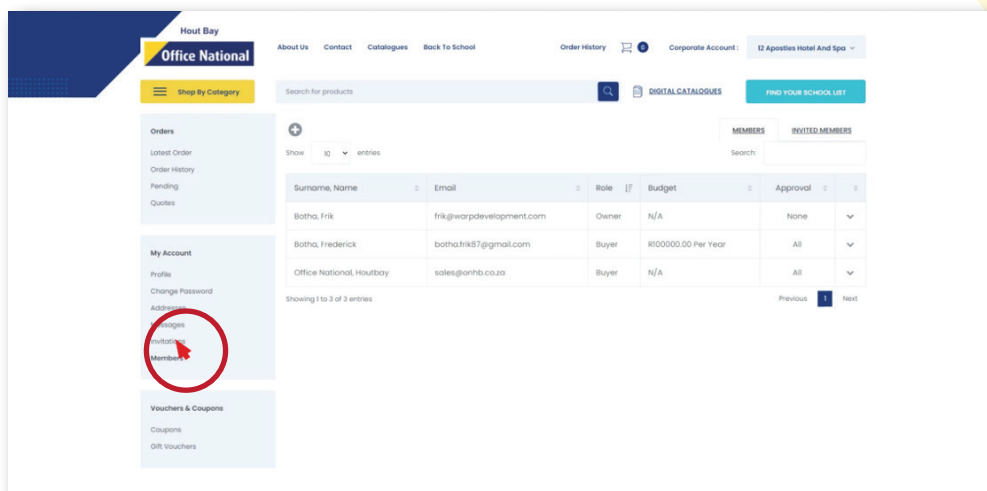 Hout Bay
Office National
About Us Contact Catalogues Back To School Order History 0 Corporate Account : 12 Apostles Hotel And Spa
Shop By Category Search for products DIGITAL CATALOGUES FIND YOUR SCHOOL LIST
Orders
Latest Order
Order History
Pending
Quotes
My Account
Profile
Change Password
Addresses
Messages
Invitations
Members
Vouchers & Coupons
Coupons
Gift Vouchers
MEMBERS INVITED MEMBERS
Show 10 entries Search:
Surname, Name Email Role Budget Approval
Botha, Frik frik@warpdevelopment.com Owner N/A None
Botha, Frederick botha.frik87@gmail.com Buyer R100000.00 Per Year All
Office National, Houtbay sales@onhb.co.za Buyer N/A All
Showing 1 to 3 of 3 entries Previous 1 Next